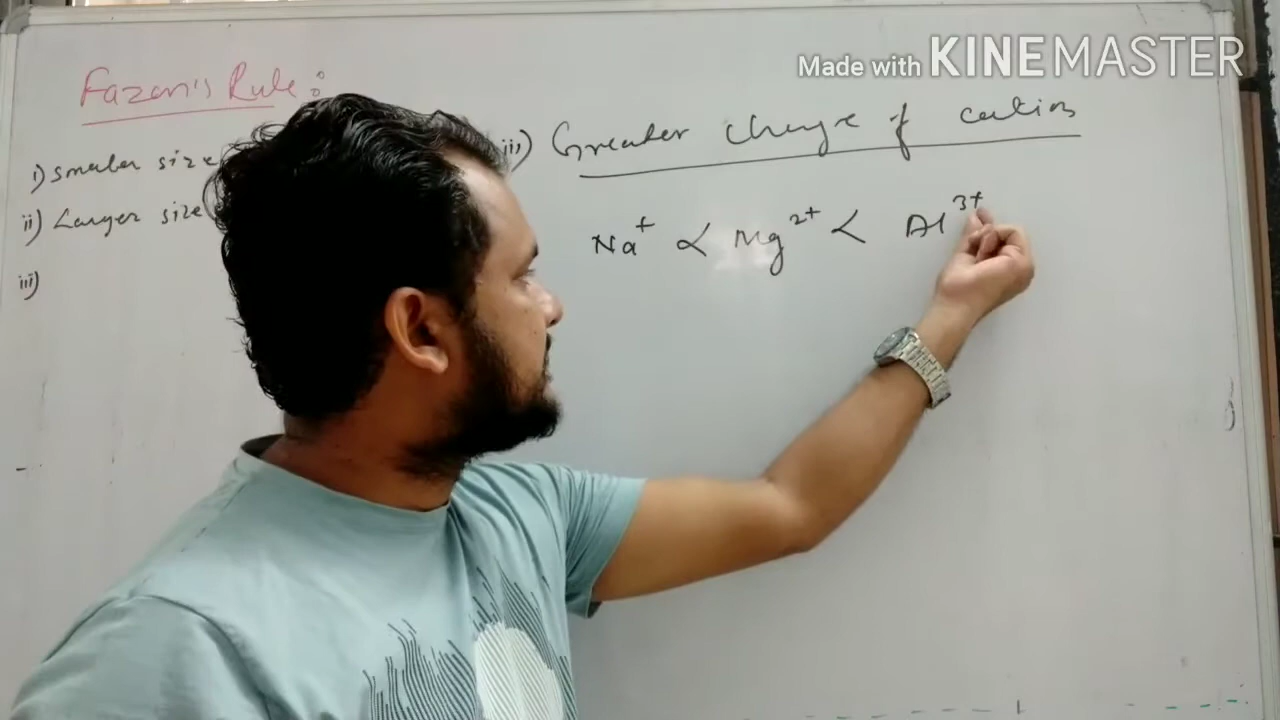 Made with KINEMASTER
Fazan's Rule:
i) Smaller size
ii) Larger size
iii)
iii) Greater charge of cation
Na⁺ < Mg²⁺ < Al³⁺